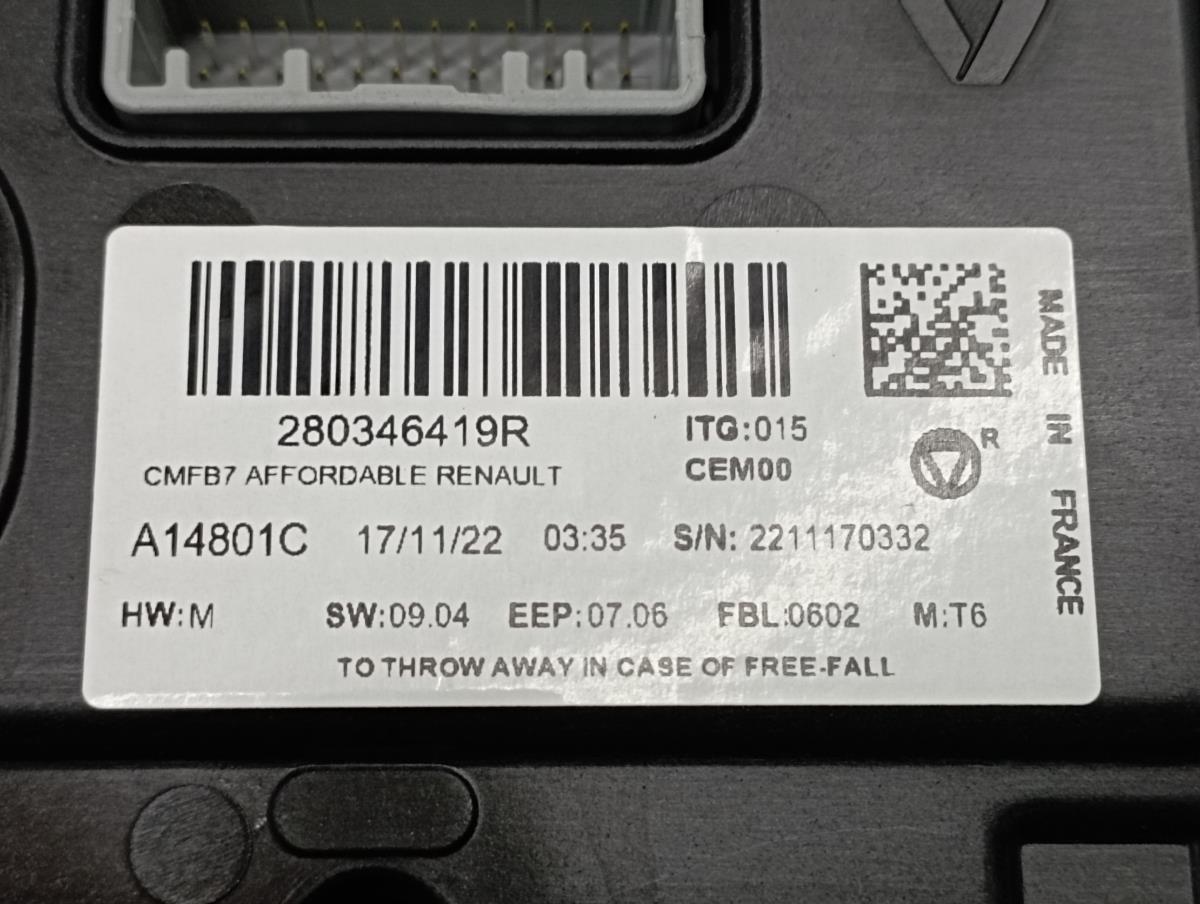 280346419R
ITG:015
CMFB7 AFFORDABLE RENAULT
CEM00
R
A14801C 17/11/22 03:35 S/N: 2211170332
HW:M SW:09.04 EEP:07.06 FBL:0602 M:T6
TO THROW AWAY IN CASE OF FREE-FALL
MADE IN FRANCE